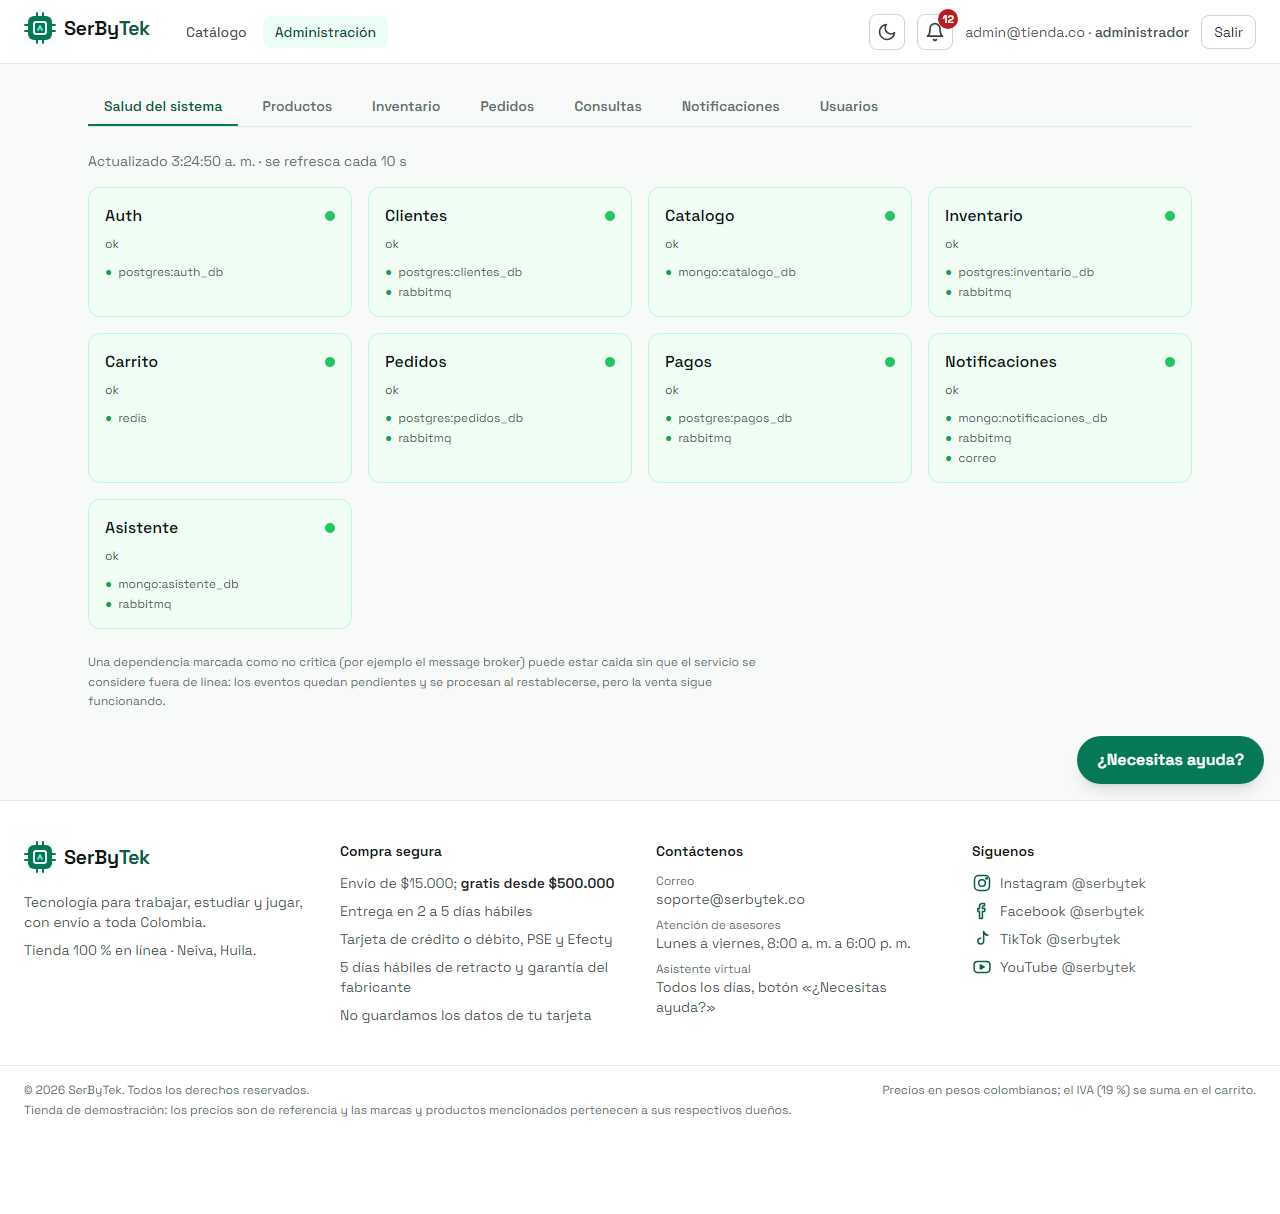 SerByTek
Catálogo
Administración
12
admin@tienda.co · administrador
Salir
Salud del sistema
Productos
Inventario
Pedidos
Consultas
Notificaciones
Usuarios
Actualizado 3:24:50 a. m. · se refresca cada 10 s
Auth
ok
● postgres:auth_db
Clientes
ok
● postgres:clientes_db
● rabbitmq
Catalogo
ok
● mongo:catalogo_db
Inventario
ok
● postgres:inventario_db
● rabbitmq
Carrito
ok
● redis
Pedidos
ok
● postgres:pedidos_db
● rabbitmq
Pagos
ok
● postgres:pagos_db
● rabbitmq
Notificaciones
ok
● mongo:notificaciones_db
● rabbitmq
● correo
Asistente
ok
● mongo:asistente_db
● rabbitmq
Una dependencia marcada como no critica (por ejemplo el message broker) puede estar caida sin que el servicio se
considere fuera de línea: los eventos quedan pendientes y se procesan al restablecerse, pero la venta sigue
funcionando.
¿Necesitas ayuda?
SerByTek
Tecnología para trabajar, estudiar y jugar,
con envío a toda Colombia.
Tienda 100 % en línea · Neiva, Huila.
Compra segura
Envío de $15.000; gratis desde $500.000
Entrega en 2 a 5 días hábiles
Tarjeta de crédito o débito, PSE y Efecty
5 días hábiles de retracto y garantía del
fabricante
No guardamos los datos de tu tarjeta
Contáctenos
Correo
soporte@serbytek.co
Atención de asesores
Lunes a viernes, 8:00 a. m. a 6:00 p. m.
Asistente virtual
Todos los días, botón «¿Necesitas
ayuda?»
Síguenos
Instagram @serbytek
Facebook @serbytek
TikTok @serbytek
YouTube @serbytek
© 2026 SerByTek. Todos los derechos reservados.
Precios en pesos colombianos; el IVA (19 %) se suma en el carrito.
Tienda de demostración: los precios son de referencia y las marcas y productos mencionados pertenecen a sus respectivos dueños.